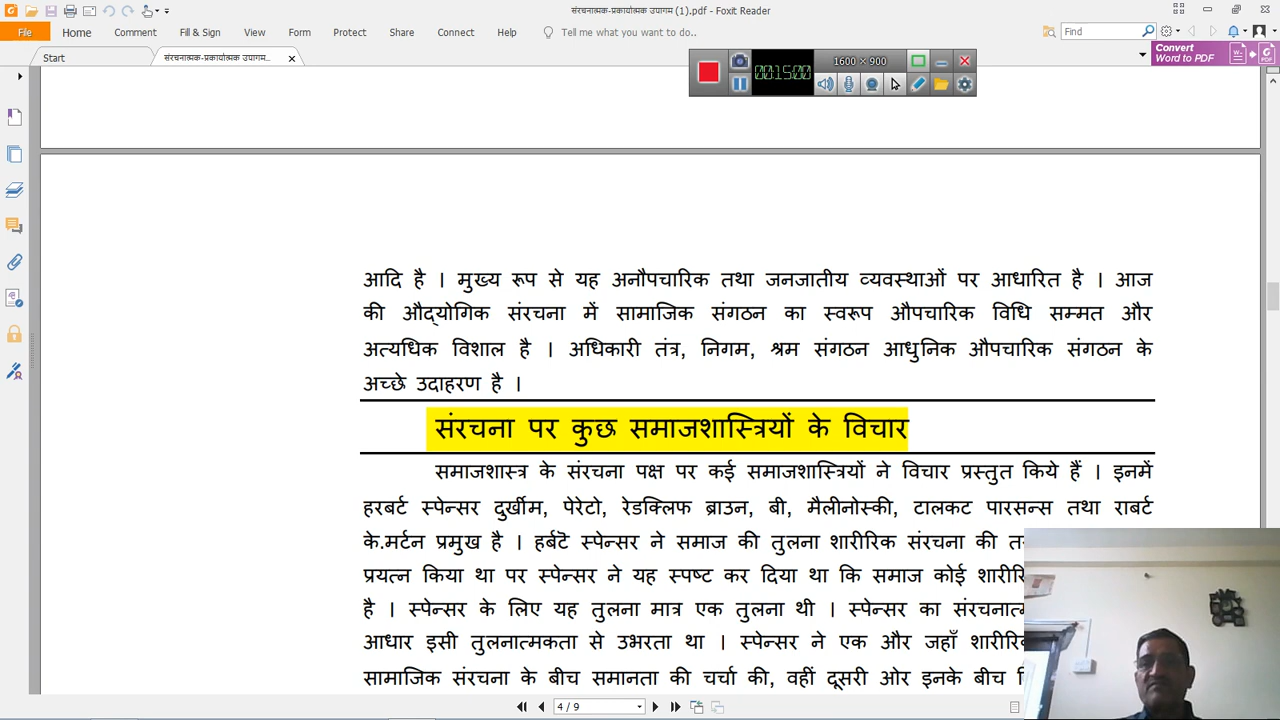 संरचनात्मक-प्रकार्यात्मक उपागम (1).pdf - Foxit Reader
File Home Comment Fill & Sign View Form Protect Share Connect Help Tell me what you want to do.. Find
Start संरचनात्मक-प्रकार्यात्मक उपागम...
Convert
Word to PDF
00:15:00 1600 × 900
आदि है । मुख्य रूप से यह अनौपचारिक तथा जनजातीय व्यवस्थाओं पर आधारित है । आज
की औद्योगिक संरचना में सामाजिक संगठन का स्वरूप औपचारिक विधि सम्मत और
अत्यधिक विशाल है । अधिकारी तंत्र, निगम, श्रम संगठन आधुनिक औपचारिक संगठन के
अच्छे उदाहरण है ।
संरचना पर कुछ समाजशास्त्रियों के विचार
समाजशास्त्र के संरचना पक्ष पर कई समाजशास्त्रियों ने विचार प्रस्तुत किये हैं । इनमें
हरबर्ट स्पेन्सर दुर्खीम, पेरेटो, रेडक्लिफ ब्राउन, बी, मैलीनोस्की, टालकट पारसन्स तथा राबर्ट
के.मर्टन प्रमुख है । हर्बटे स्पेन्सर ने समाज की तुलना शारीरिक संरचना की
प्रयत्न किया था पर स्पेन्सर ने यह स्पष्ट कर दिया था कि समाज कोई
है । स्पेन्सर के लिए यह तुलना मात्र एक तुलना थी । स्पेन्सर का
आधार इसी तुलनात्मकता से उभरता था । स्पेन्सर ने एक और जहाँ
सामाजिक संरचना के बीच समानता की चर्चा की, वहीं दूसरी ओर इनके बीच
4 / 9